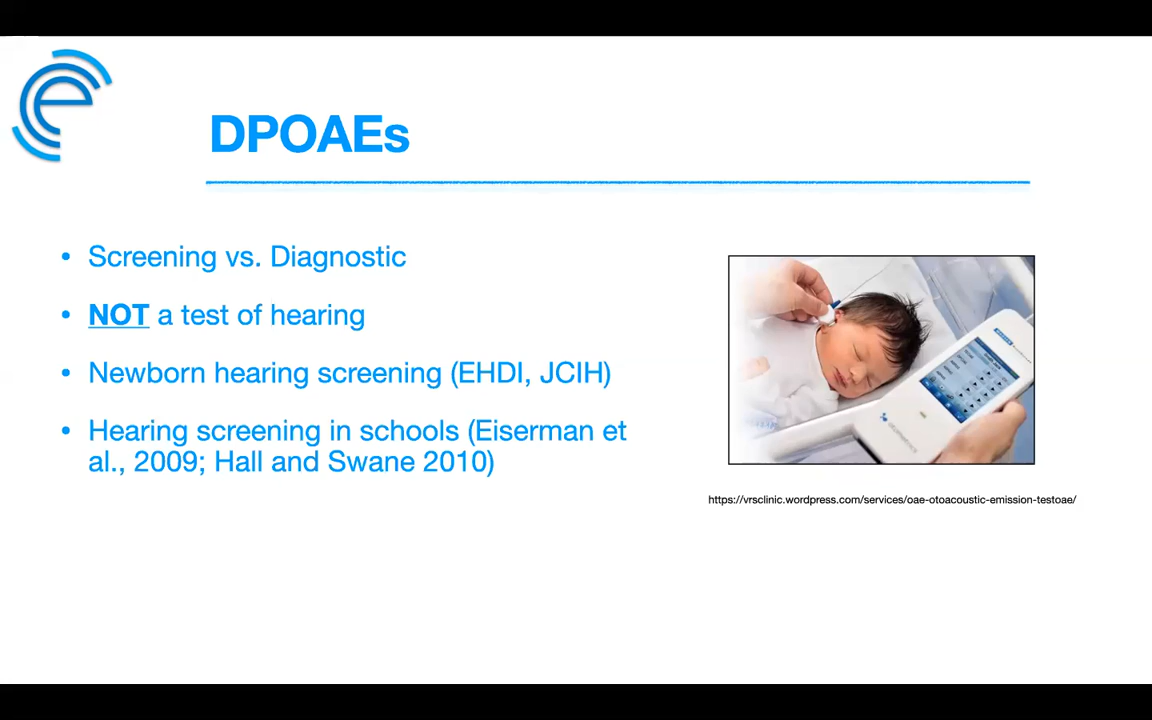 DPOAEs
• Screening vs. Diagnostic
• NOT a test of hearing
• Newborn hearing screening (EHDI, JCIH)
• Hearing screening in schools (Eiserman et
al., 2009; Hall and Swane 2010)
https://vrsclinic.wordpress.com/services/oae-otoacoustic-emission-testoae/